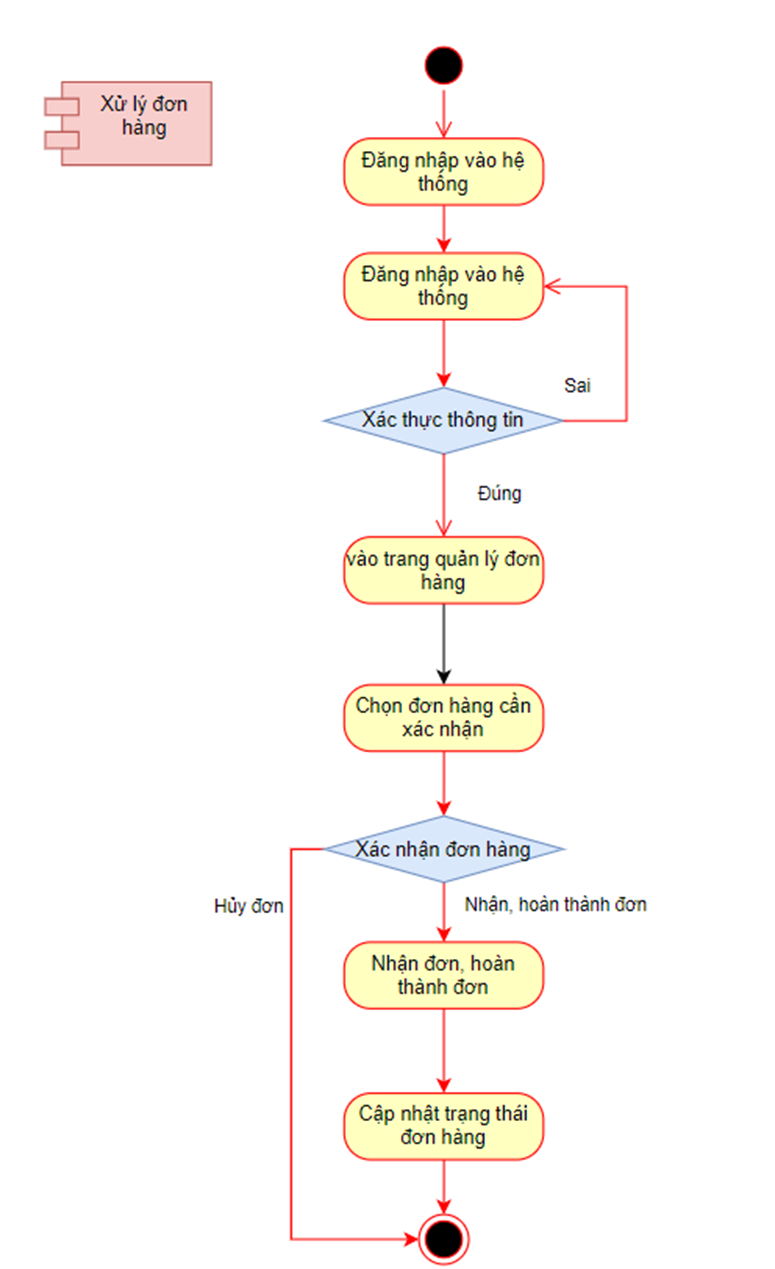 Xử lý đơn
hàng
Đăng nhập vào hệ
thống
Đăng nhập vào hệ
thống
Sai
Xác thực thông tin
Đúng
vào trang quản lý đơn
hàng
Chọn đơn hàng cần
xác nhận
Xác nhận đơn hàng
Hủy đơn
Nhận, hoàn thành đơn
Nhận đơn, hoàn
thành đơn
Cập nhật trạng thái
đơn hàng